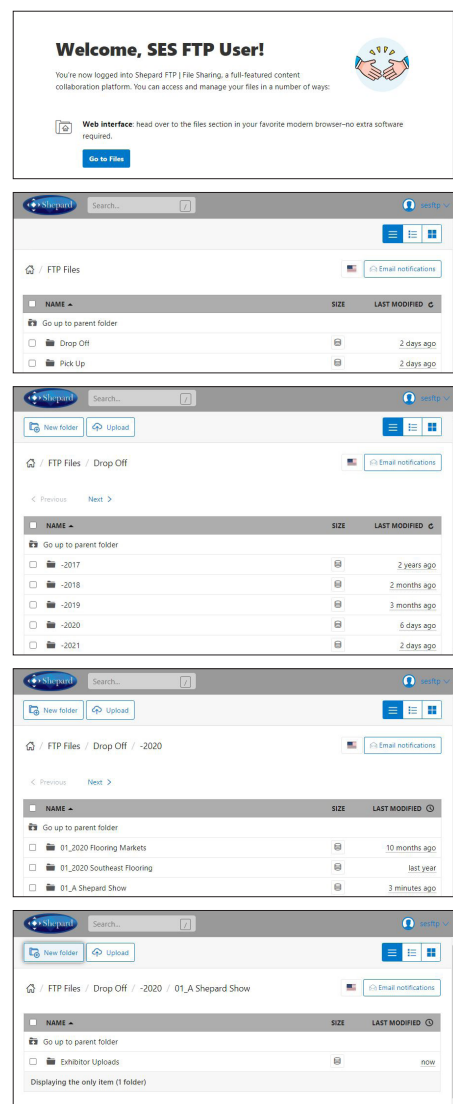 Welcome, SES FTP User!
You're now logged into Shepard FTP | File Sharing, a full-featured content
collaboration platform. You can access and manage your files in a number of ways:
Web interface: head over to the files section in your favorite modern browser–no extra software
required.
Go to Files
Shepard Search... / sesftp
/ FTP Files Email notifications
NAME SIZE LAST MODIFIED
Go up to parent folder
Drop Off 2 days ago
Pick Up 2 days ago
Shepard Search... / sesftp
New folder Upload
/ FTP Files / Drop Off Email notifications
< Previous Next >
NAME SIZE LAST MODIFIED
Go up to parent folder
-2017 2 years ago
-2018 2 months ago
-2019 3 months ago
-2020 6 days ago
-2021 2 days ago
Shepard Search... / sesftp
New folder Upload
/ FTP Files / Drop Off / -2020 Email notifications
< Previous Next >
NAME SIZE LAST MODIFIED
Go up to parent folder
01_2020 Flooring Markets 10 months ago
01_2020 Southeast Flooring last year
01_A Shepard Show 3 minutes ago
Shepard Search... / sesftp
New folder Upload
/ FTP Files / Drop Off / -2020 / 01_A Shepard Show Email notifications
NAME SIZE LAST MODIFIED
Go up to parent folder
Exhibitor Uploads now
Displaying the only item (1 folder)